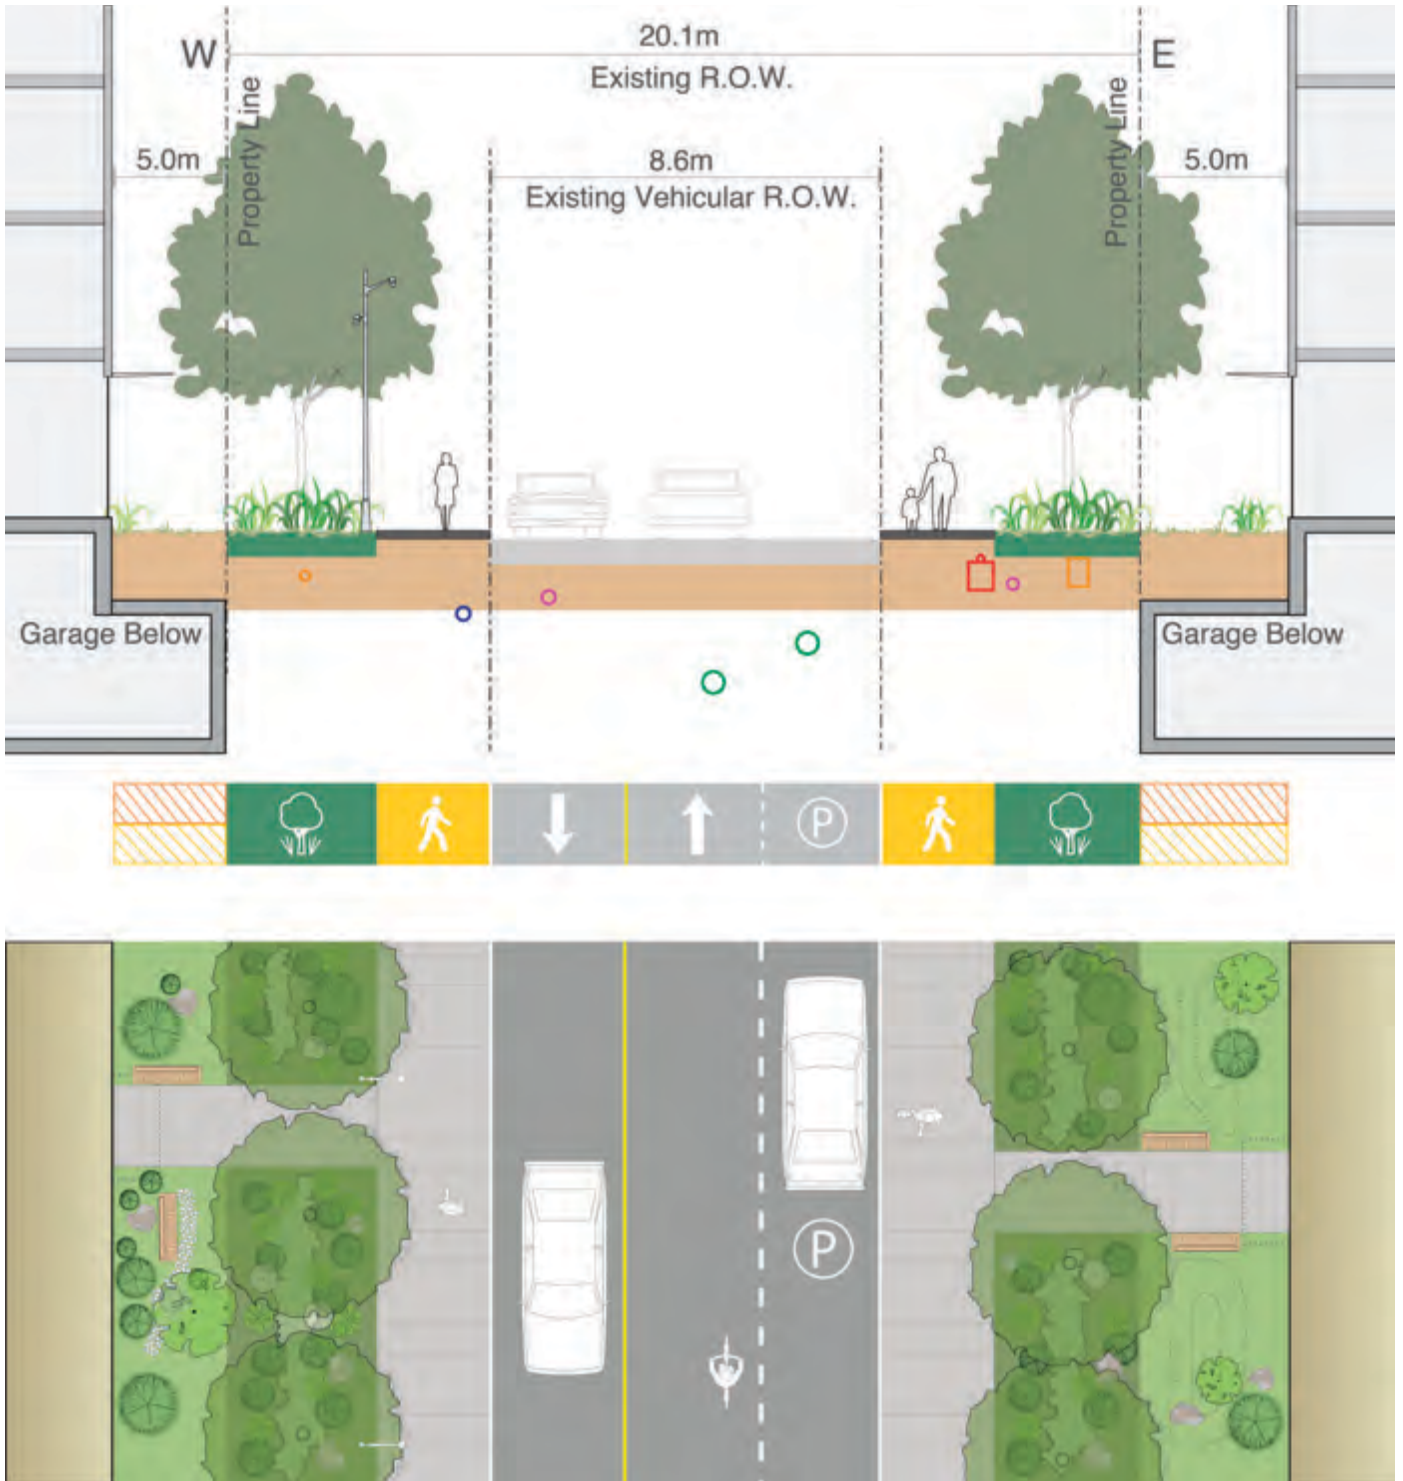 W
20.1m
E
Existing R.O.W.
Property Line
Property Line
5.0m
8.6m
5.0m
Existing Vehicular R.O.W.
Garage Below
Garage Below
P
P